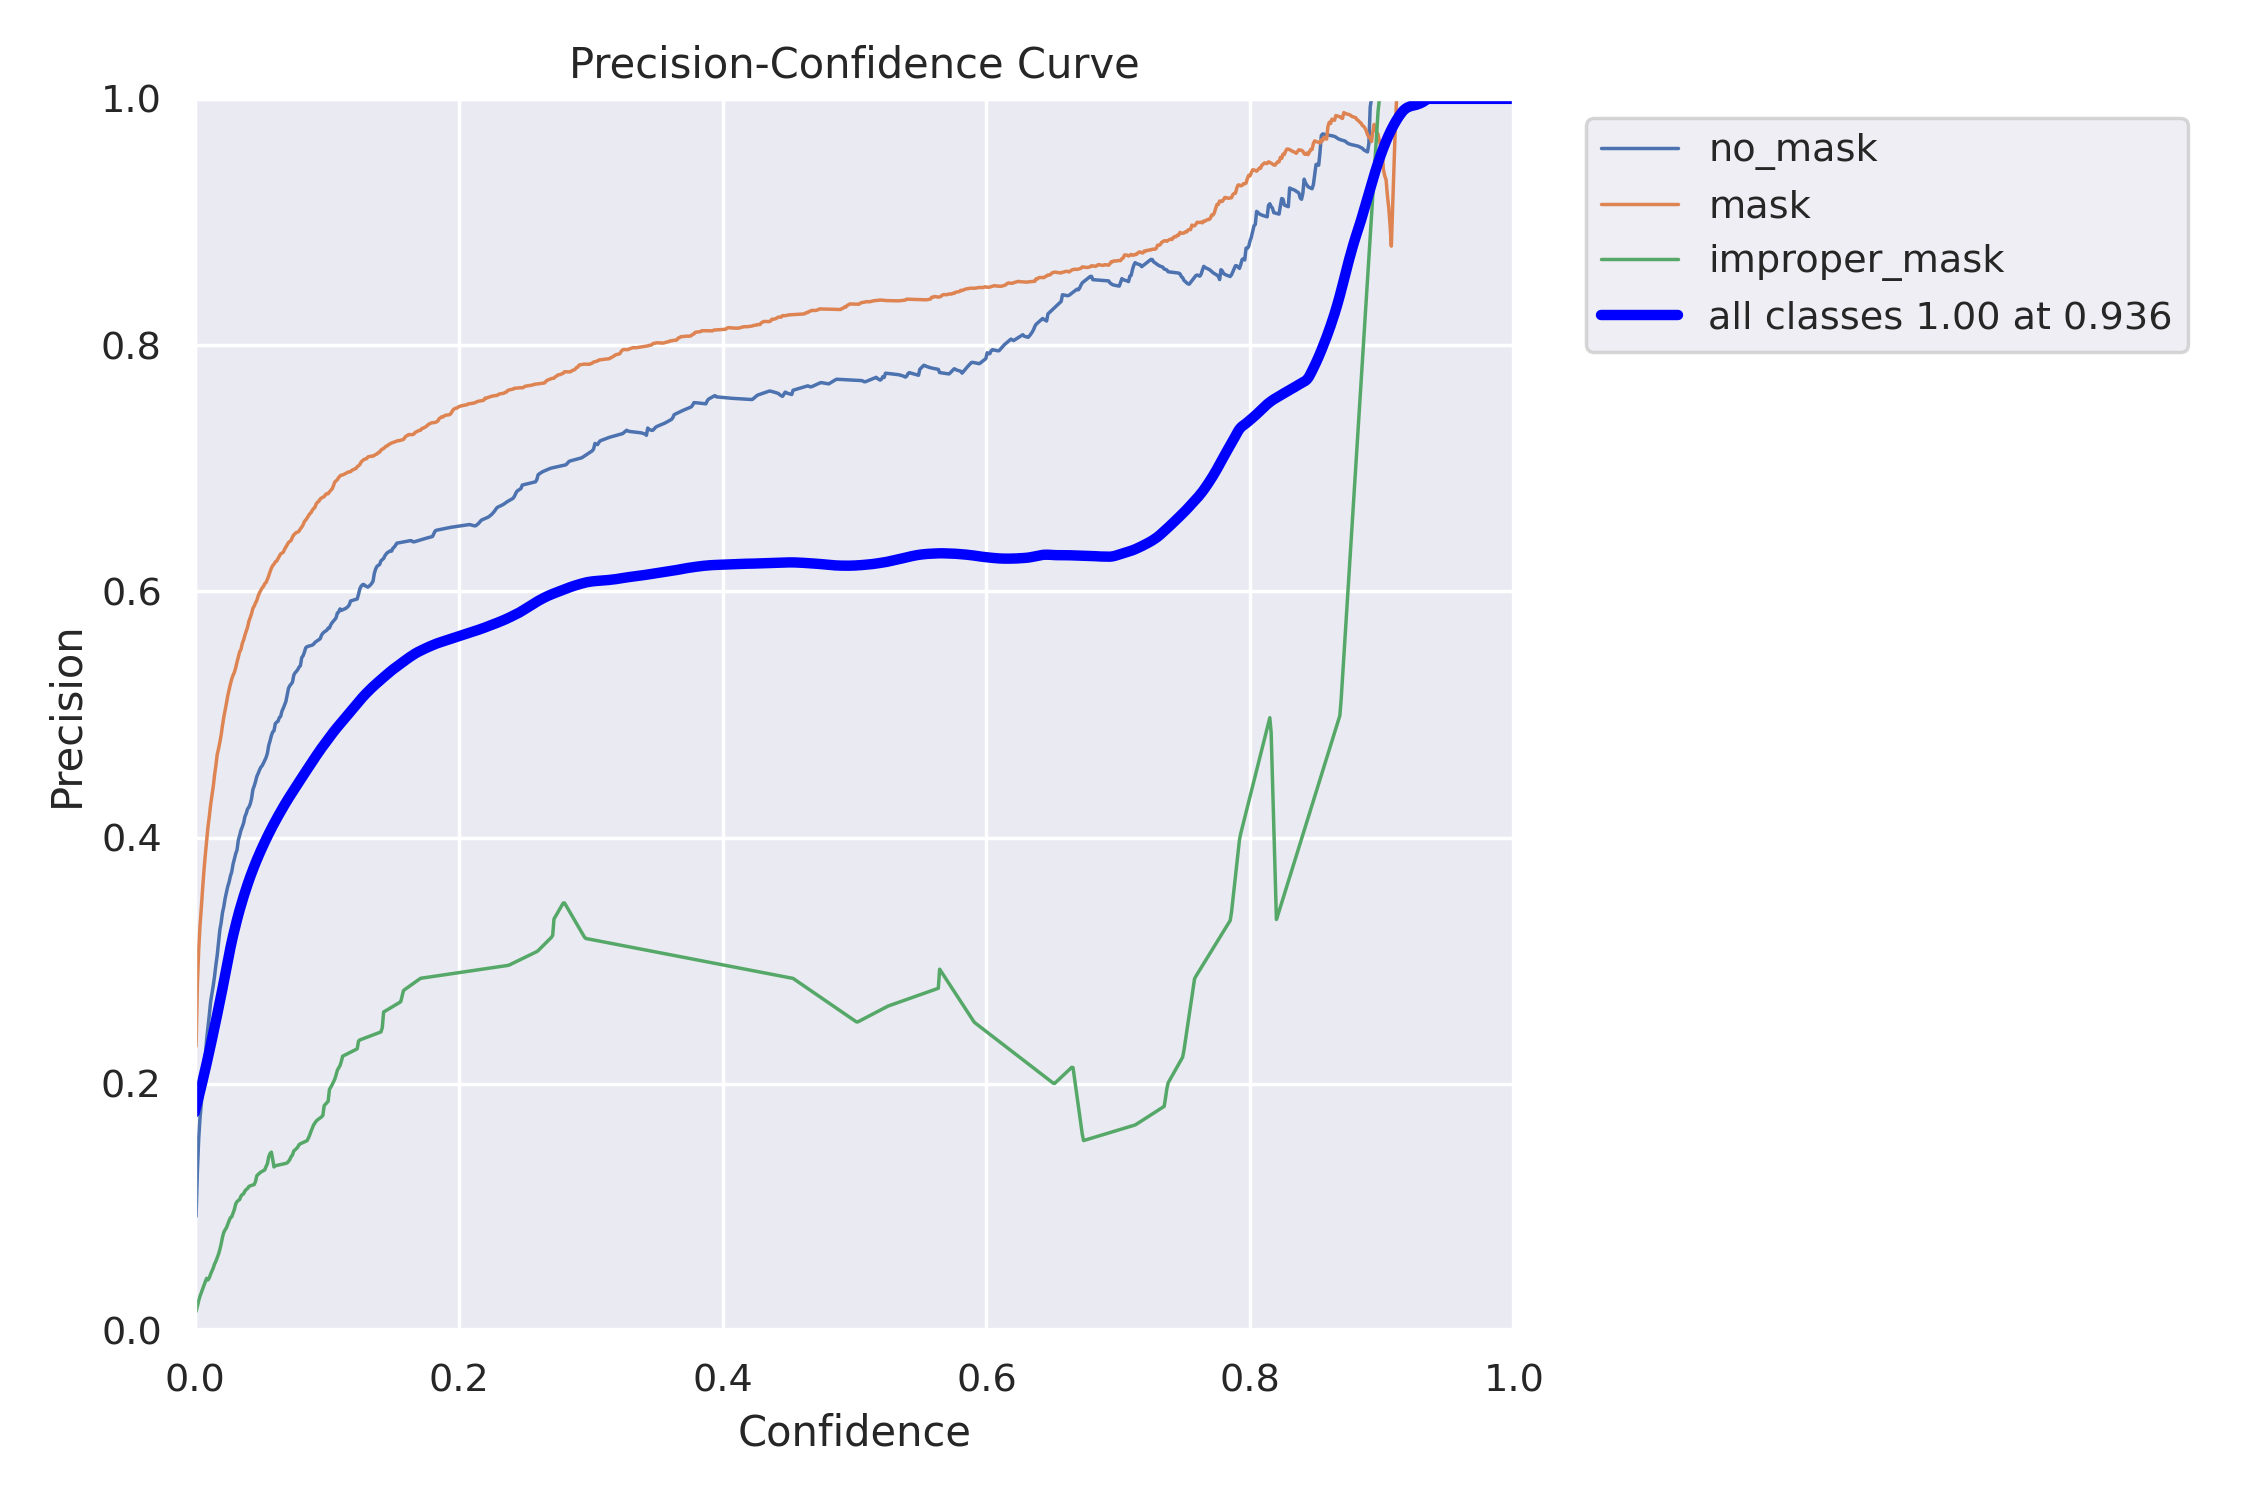 Precision-Confidence Curve
1.0
0.8
0.6
0.4
0.2
0.0
Precision
0.0 0.2 0.4 0.6 0.8 1.0
Confidence
no_mask
mask
improper_mask
all classes 1.00 at 0.936